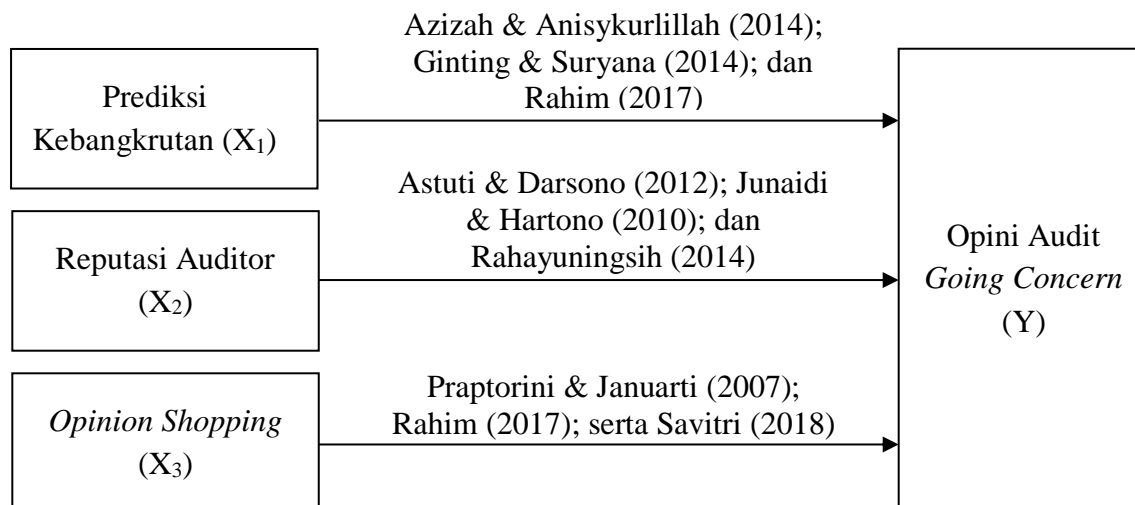 Azizah & Anisykurlillah (2014);
Ginting & Suryana (2014); dan
Rahim (2017)
Prediksi
Kebangkrutan (X₁)
Astuti & Darsono (2012); Junaidi
& Hartono (2010); dan
Rahayuningsih (2014)
Reputasi Auditor
(X₂)
Praptorini & Januarti (2007);
Rahim (2017); serta Savitri (2018)
Opinion Shopping
(X₃)
Opini Audit
Going Concern
(Y)